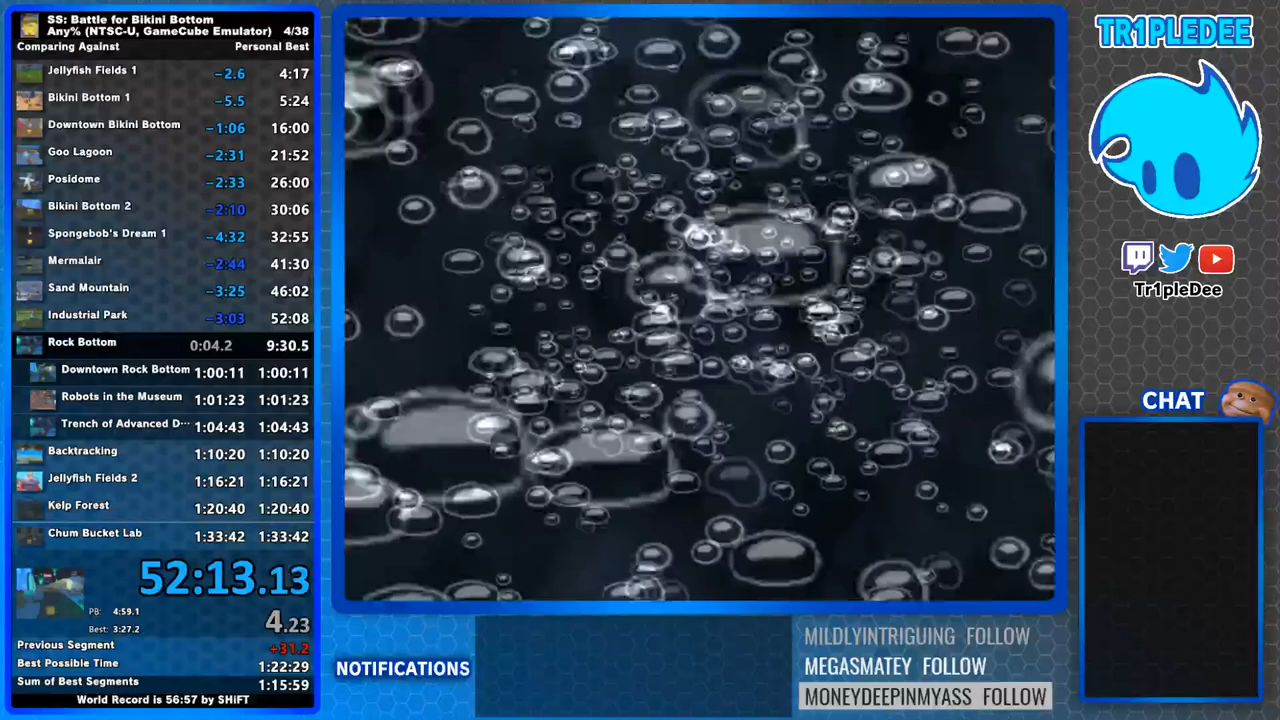 SS: Battle for Bikini Bottom
Any% (NTSC-U, GameCube Emulator) 4/38
Comparing Against Personal Best
Jellyfish Fields 1 -2.6 4:17
Bikini Bottom 1 -5.5 5:24
Downtown Bikini Bottom -1:06 16:00
Goo Lagoon -2:31 21:52
Posidome -2:33 26:00
Bikini Bottom 2 -2:10 30:06
Spongebob's Dream 1 -4:32 32:55
Mermalair -2:44 41:30
Sand Mountain -3:25 46:02
Industrial Park -3:03 52:08
Rock Bottom 0:04.2 9:30.5
Downtown Rock Bottom 1:00:11 1:00:11
Robots in the Museum 1:01:23 1:01:23
Trench of Advanced D... 1:04:43 1:04:43
Backtracking 1:10:20 1:10:20
Jellyfish Fields 2 1:16:21 1:16:21
Kelp Forest 1:20:40 1:20:40
Chum Bucket Lab 1:33:42 1:33:42
52:13.13
PB: 4:59.1
Best: 3:27.2
4.23
Previous Segment +31.2
Best Possible Time 1:22:29
Sum of Best Segments 1:15:59
World Record is 56:57 by SHiFT
NOTIFICATIONS
MILDLYINTRIGUING FOLLOW
MEGASMATEY FOLLOW
MONEYDEEPINMYASS FOLLOW
TR1PLEDEE
Tr1pleDee
CHAT